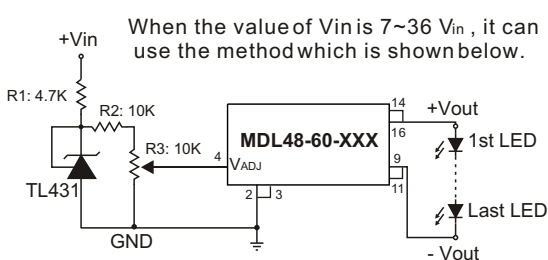 When the value of Vin is 7~36 Vin , it can
use the method which is shown below.
+Vin
R1: 4.7K
R2: 10K
R3: 10K
TL431
GND
MDL48-60-XXX
4
VADJ
2
3
14
16
9
11
+Vout
1st LED
Last LED
- Vout